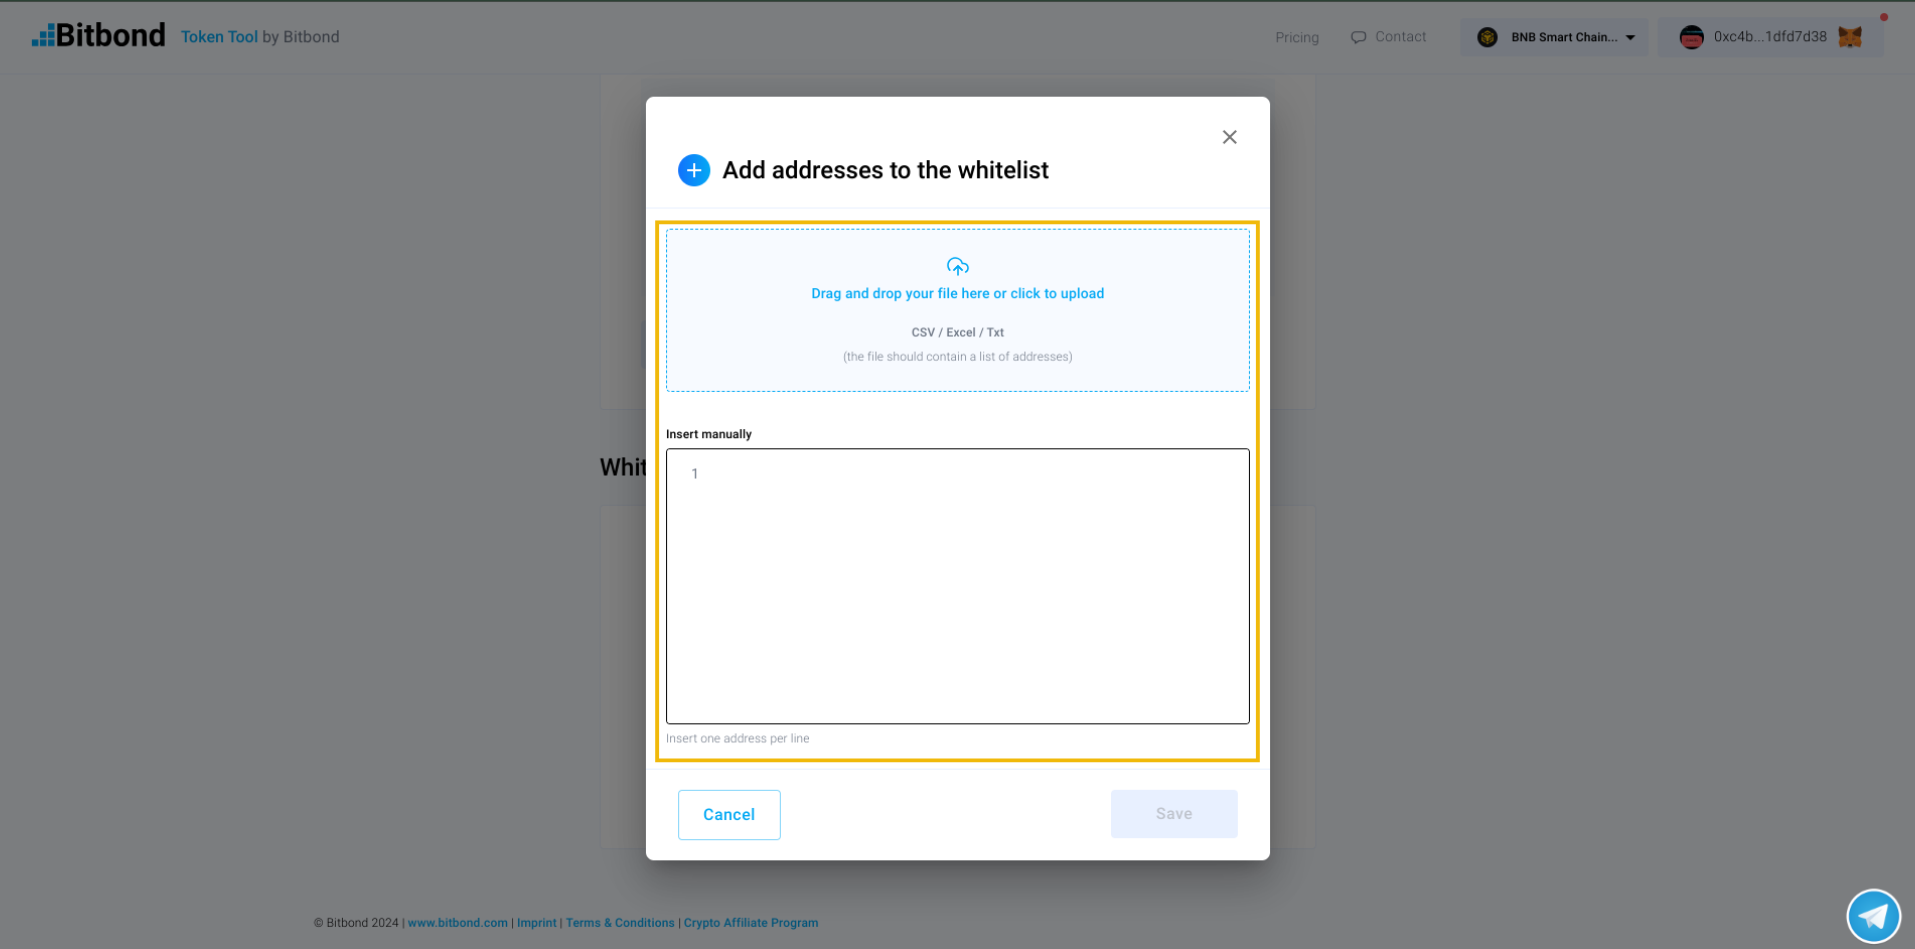 Bitbond
Token Tool by Bitbond
Pricing
Contact
BNB Smart Chain...
0xc4b...1dfd7d38
Add addresses to the whitelist
Drag and drop your file here or click to upload
CSV / Excel / Txt
(the file should contain a list of addresses)
Insert manually
Whit
1
Insert one address per line
Cancel
Save
© Bitbond 2024 | www.bitbond.com | Imprint | Terms & Conditions | Crypto Affiliate Program